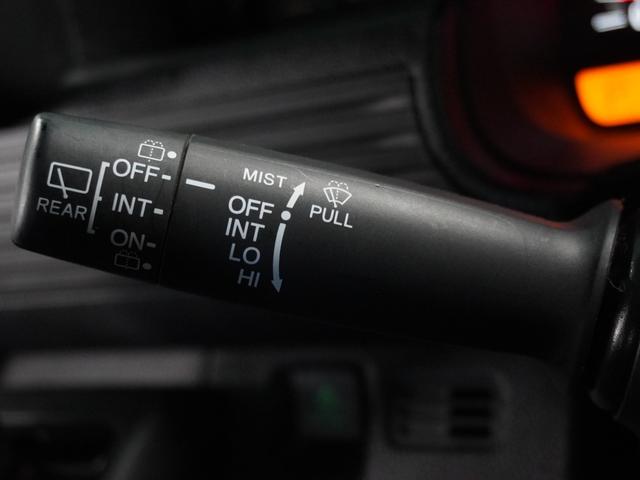 REAR
OFF
INT
ON
MIST
OFF
INT
LO
HI
PULL